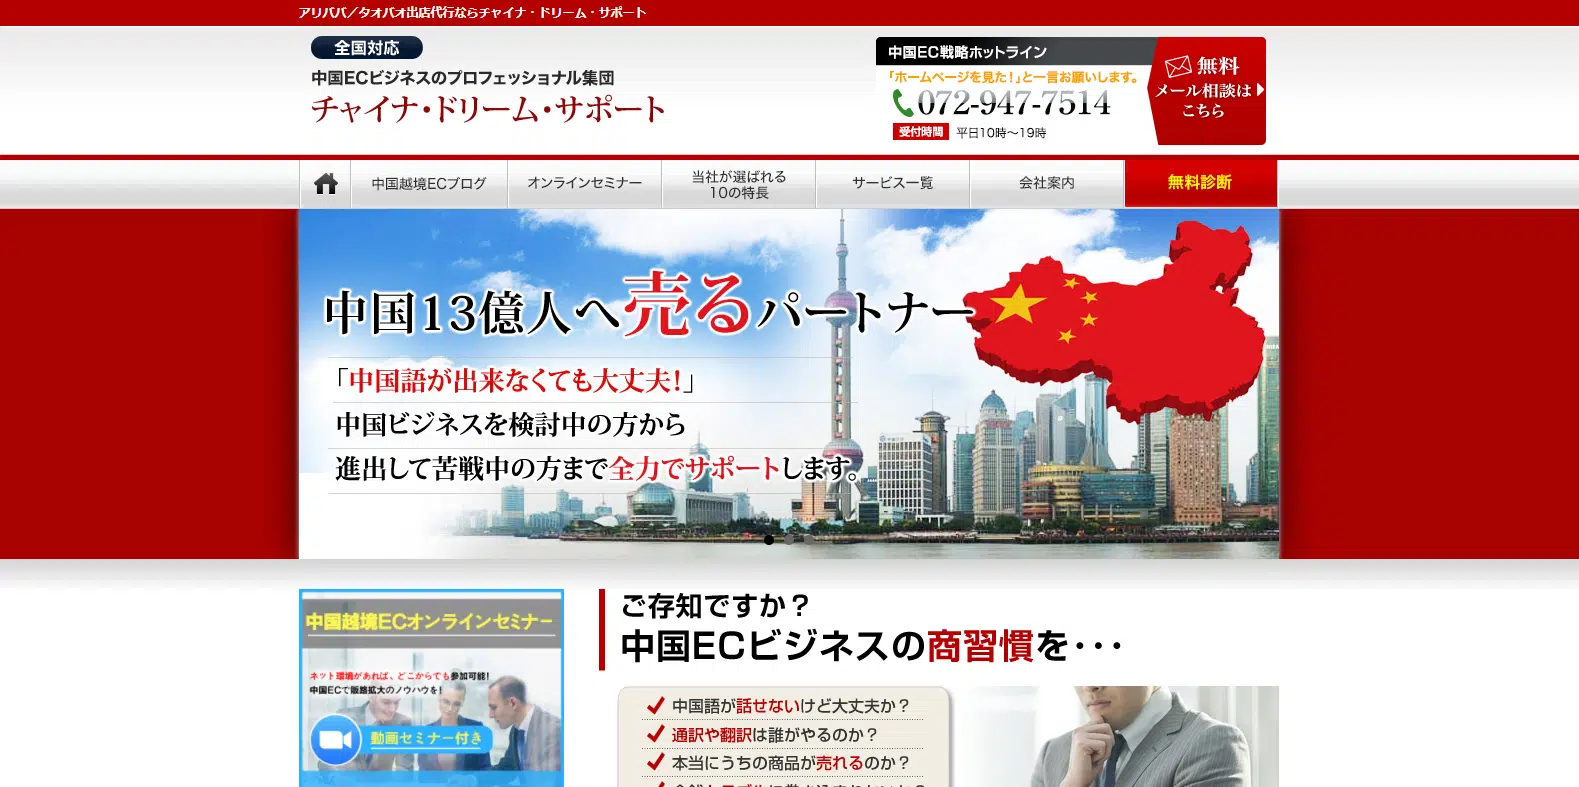 アリババ／タオバオ出店代行ならチャイナ・ドリーム・サポート
全国対応
中国ECビジネスのプロフェッショナル集団
チャイナ・ドリーム・サポート
中国EC戦略ホットライン
「ホームページを見た！」と一言お願いします。
072-947-7514
受付時間 平日10時～19時
無料
メール相談は
こちら
中国越境ECブログ
オンラインセミナー
当社が選ばれる
10の特長
サービス一覧
会社案内
無料診断
中国13億人へ売るパートナー
「中国語が出来なくても大丈夫！」
中国ビジネスを検討中の方から
進出して苦戦中の方まで全力でサポートします。
中国越境ECオンラインセミナー
ネット環境があれば、どこからでも参加可能！
中国ECで販路拡大のノウハウを！
動画セミナー付き
ご存知ですか？
中国ECビジネスの商習慣を・・・
中国語が話せないけど大丈夫か？
通訳や翻訳は誰がやるのか？
本当にうちの商品が売れるのか？